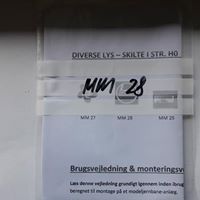 DIVERSE LYS – SKILTE I STR. H0
MM 28
MM 27 MM 28 MM 25
Brugsvejledning & monteringsv
Læs denne vejledning grundigt igennem inden ibrug
beregnet til montage på et modeljernbane-anlæg.